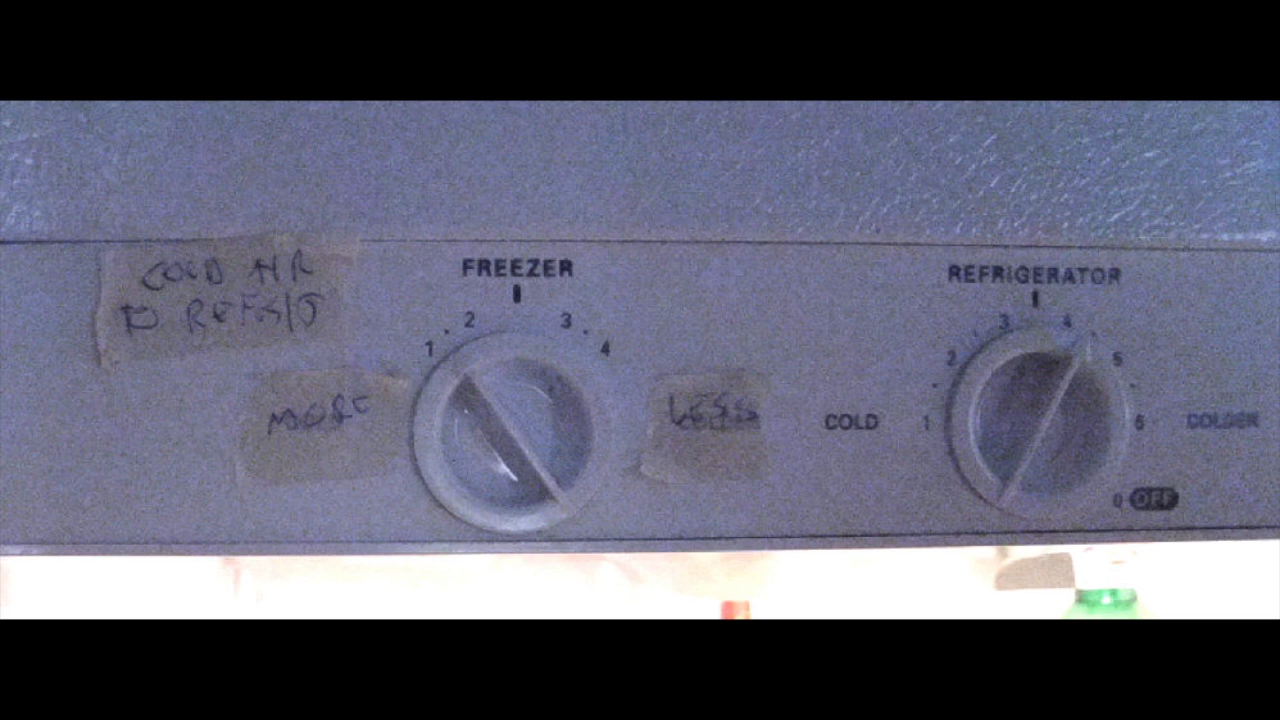 COLD AIR
TO REFRIG
FREEZER
1 2 3 4
MORE
LESS
REFRIGERATOR
1 2 3 4 5 6
COLD
COLDER
0 OFF